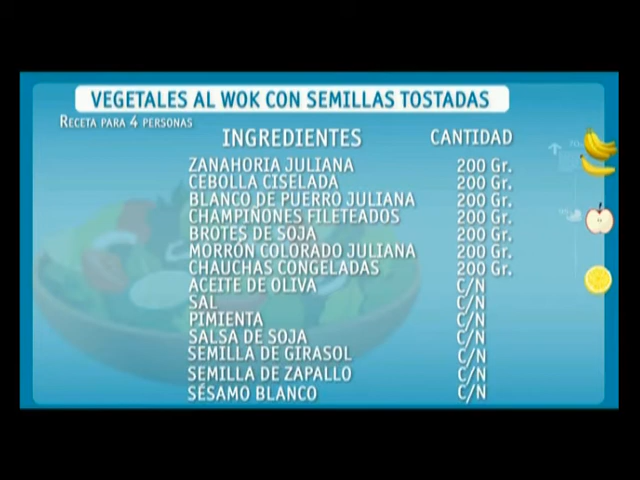 VEGETALES AL WOK CON SEMILLAS TOSTADAS
RECETA PARA 4 PERSONAS
INGREDIENTES CANTIDAD
ZANAHORIA JULIANA 200 Gr.
CEBOLLA CISELADA 200 Gr.
BLANCO DE PUERRO JULIANA 200 Gr.
CHAMPIÑONES FILETEADOS 200 Gr.
BROTES DE SOJA 200 Gr.
MORRÓN COLORADO JULIANA 200 Gr.
CHAUCHAS CONGELADAS 200 Gr.
ACEITE DE OLIVA C/N
SAL C/N
PIMIENTA C/N
SALSA DE SOJA C/N
SEMILLA DE GIRASOL C/N
SEMILLA DE ZAPALLO C/N
SÉSAMO BLANCO C/N